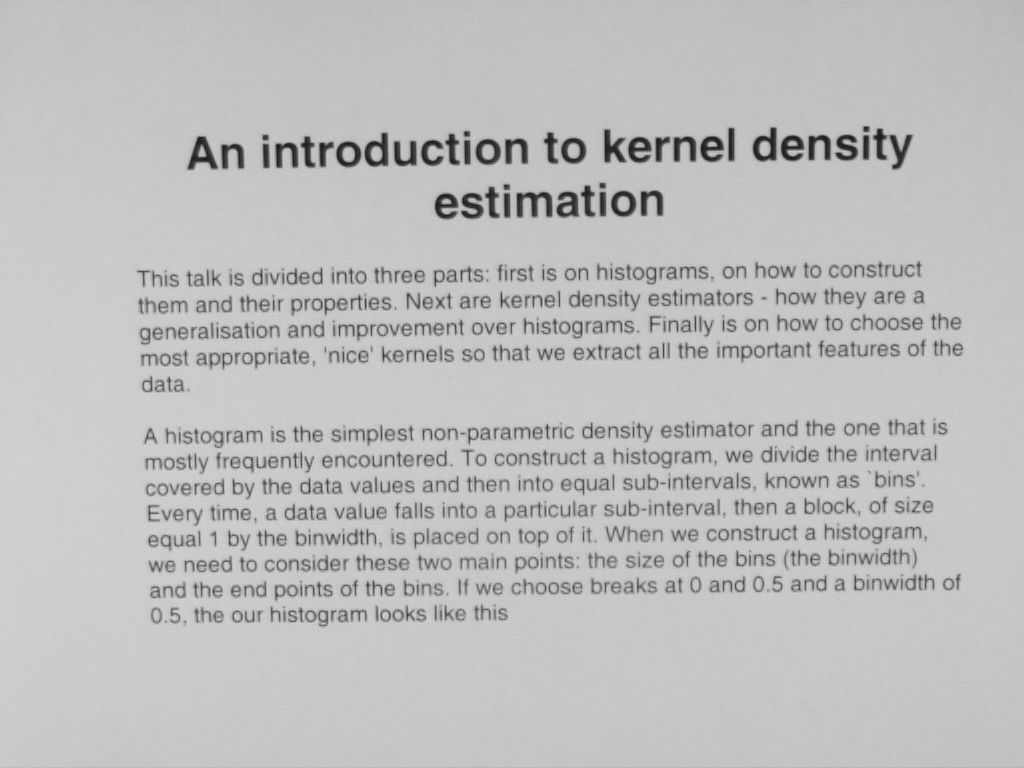 An introduction to kernel density
estimation
This talk is divided into three parts: first is on histograms, on how to construct
them and their properties. Next are kernel density estimators - how they are a
generalisation and improvement over histograms. Finally is on how to choose the
most appropriate, 'nice' kernels so that we extract all the important features of the
data.
A histogram is the simplest non-parametric density estimator and the one that is
mostly frequently encountered. To construct a histogram, we divide the interval
covered by the data values and then into equal sub-intervals, known as `bins'.
Every time, a data value falls into a particular sub-interval, then a block, of size
equal 1 by the binwidth, is placed on top of it. When we construct a histogram,
we need to consider these two main points: the size of the bins (the binwidth)
and the end points of the bins. If we choose breaks at 0 and 0.5 and a binwidth of
0.5, the our histogram looks like this